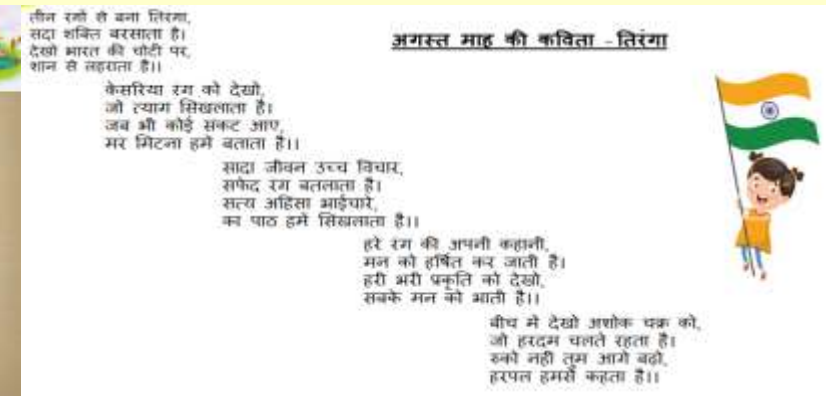 अगस्त माह की कविता - तिरंगा
तीन रंगों से बना तिरंगा,
सदा शक्ति बरसाता है।
देखो भारत की चोटी पर,
शान से लहराता है।।
केसरिया रंग को देखो,
जो त्याग सिखलाता है।
जब भी कोई संकट आए,
मर मिटना हमें बताता है।।
सादा जीवन उच्च विचार,
सफेद रंग बतलाता है।
सत्य अहिंसा भाईचारे,
का पाठ हमें सिखलाता है।।
हरे रंग की अपनी कहानी,
मन को हर्षित कर जाती है।
हरी भरी प्रकृति को देखो,
सबके मन को भाती है।।
बीच में देखो अशोक चक्र को,
जो हरदम चलते रहता है।
रुको नहीं तुम आगे बढ़ो,
हरपल हमसे कहता है।।